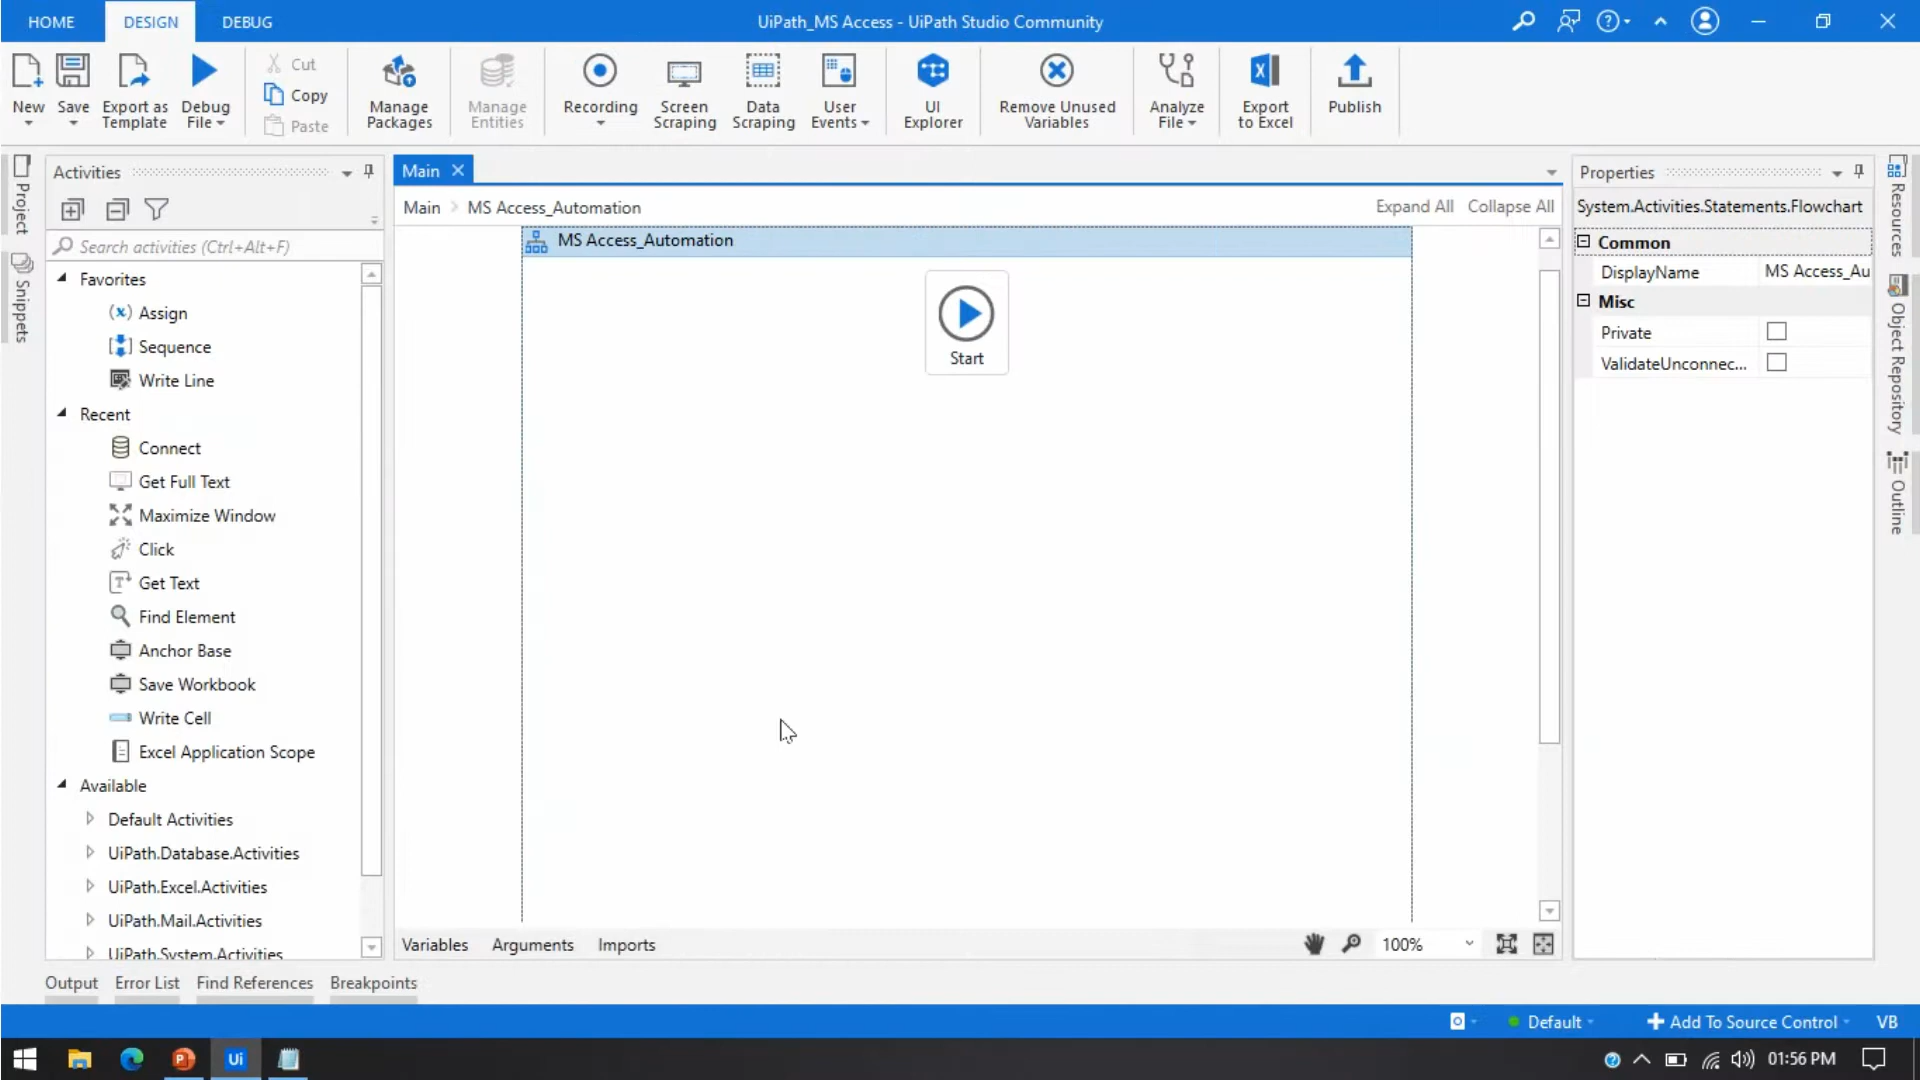 HOME
DESIGN
DEBUG
UiPath_MS Access - UiPath Studio Community
New
Save
Export as
Template
Debug
File
Cut
Copy
Paste
Manage
Packages
Manage
Entities
Recording
Screen
Scraping
Data
Scraping
User
Events
UI
Explorer
Remove Unused
Variables
Analyze
File
Export
to Excel
Publish
Project
Snippets
Activities
Search activities (Ctrl+Alt+F)
Favorites
Assign
Sequence
Write Line
Recent
Connect
Get Full Text
Maximize Window
Click
Get Text
Find Element
Anchor Base
Save Workbook
Write Cell
Excel Application Scope
Available
Default Activities
UiPath.Database.Activities
UiPath.Excel.Activities
UiPath.Mail.Activities
UiPath.System.Activities
Main
Main
MS Access_Automation
Expand All
Collapse All
MS Access_Automation
Start
Variables
Arguments
Imports
100%
Properties
System.Activities.Statements.Flowchart
Common
DisplayName
MS Access_Au
Misc
Private
ValidateUnconnec...
Resources
Object Repository
Outline
Output
Error List
Find References
Breakpoints
Default
Add To Source Control
VB
Ui
01:56 PM